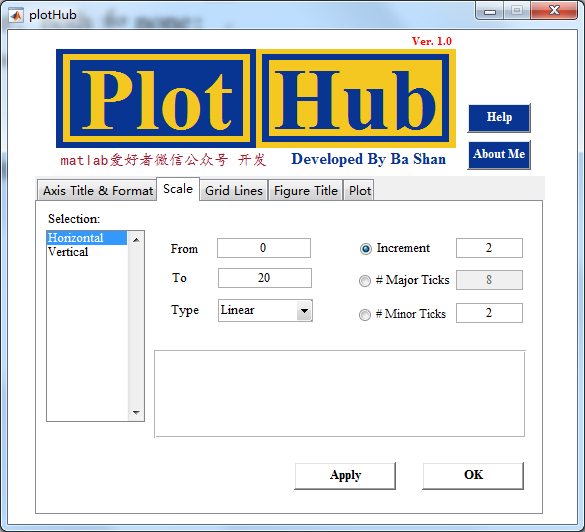 plotHub
Ver. 1.0
Plot Hub
Help
matlab爱好者微信公众号 开发 Developed By Ba Shan
About Me
Axis Title & Format Scale Grid Lines Figure Title Plot
Selection:
Horizontal
Vertical
From 0 Increment 2
To 20 # Major Ticks 8
Type Linear # Minor Ticks 2
Apply OK